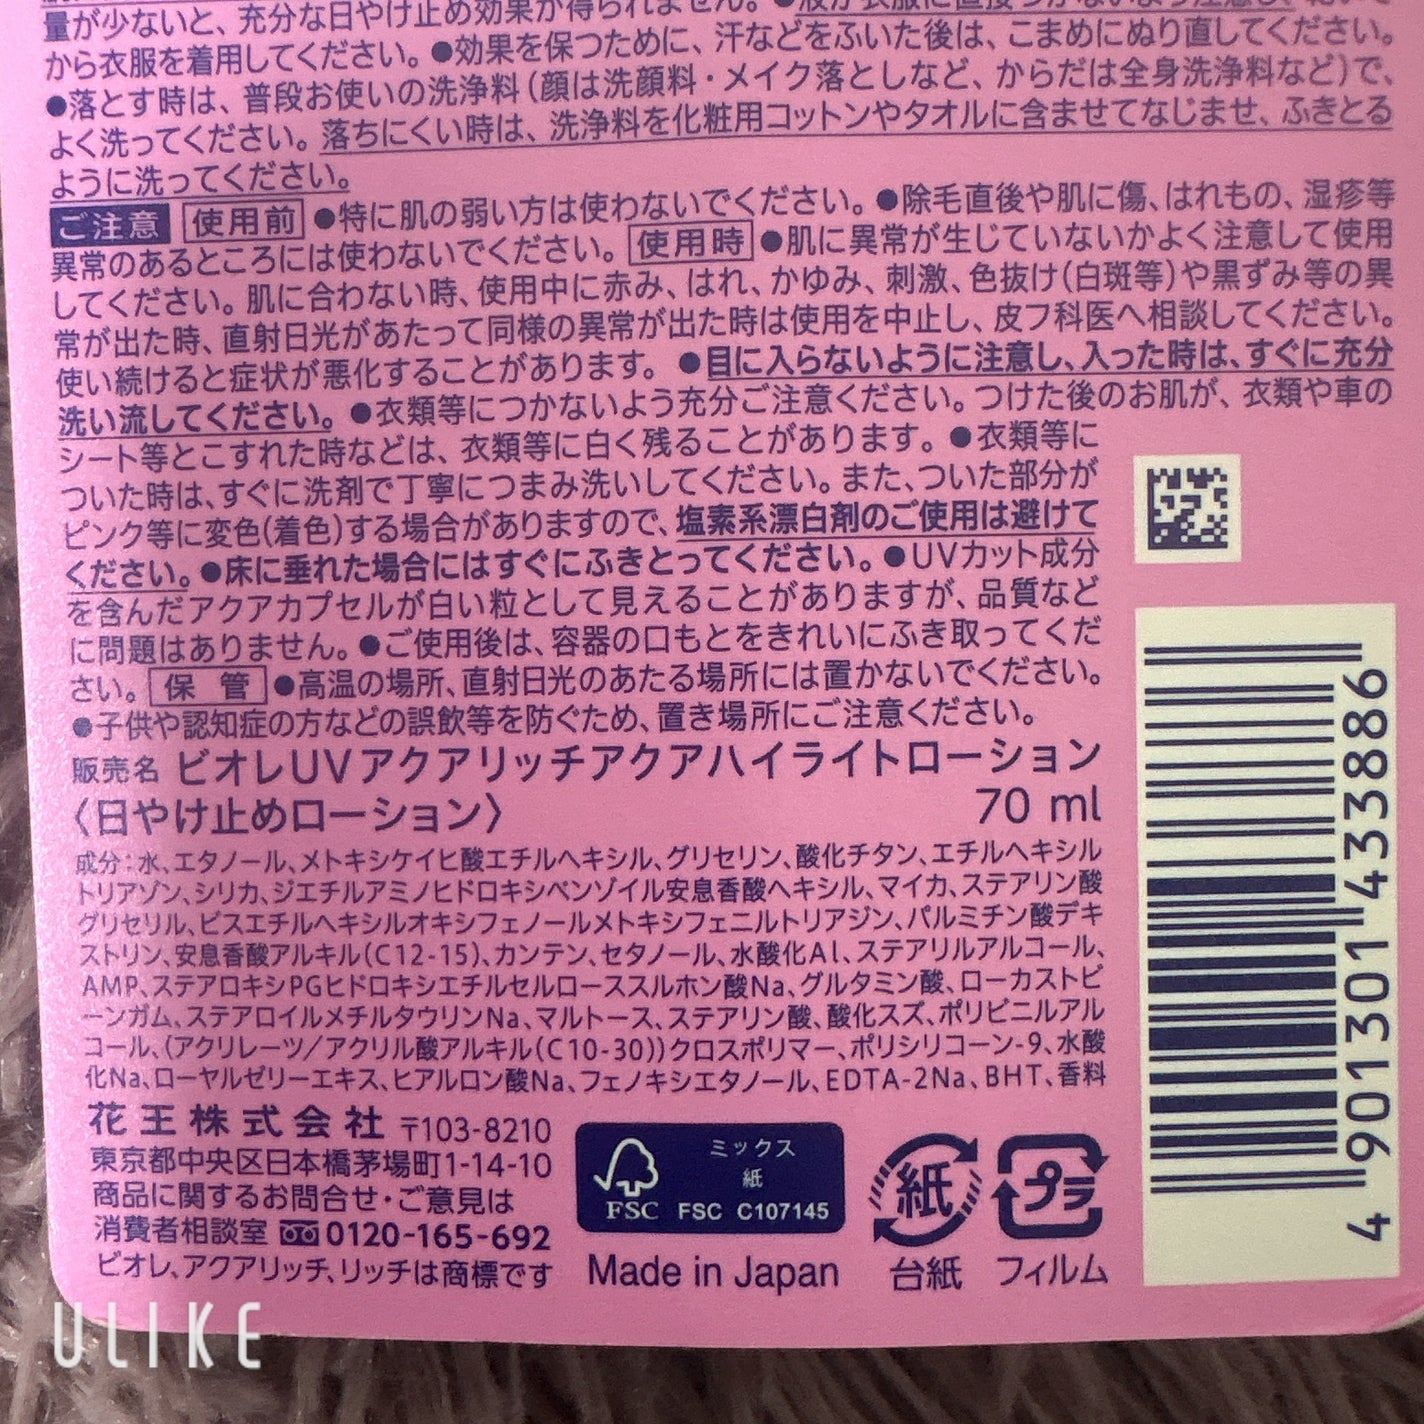 量が少ないと、充分な日やけ止め効果が得られません。●液が衣服に直接つかないよう注意し、乾いて
から衣服を着用してください。●効果を保つために、汗などをふいた後は、こまめにぬり直してください。
●落とす時は、普段お使いの洗浄料(顔は洗顔料・メイク落としなど、からだは全身洗浄料など)で、
よく洗ってください。落ちにくい時は、洗浄料を化粧用コットンやタオルに含ませてなじませ、ふきとる
ように洗ってください。
ご注意 使用前 ●特に肌の弱い方は使わないでください。●除毛直後や肌に傷、はれもの、湿疹等
異常のあるところには使わないでください。 使用時 ●肌に異常が生じていないかよく注意して使用
してください。肌に合わない時、使用中に赤み、はれ、かゆみ、刺激、色抜け(白斑等)や黒ずみ等の異
常が出た時、直射日光があたって同様の異常が出た時は使用を中止し、皮フ科医へ相談してください。
使い続けると症状が悪化することがあります。●目に入らないように注意し、入った時は、すぐに充分
洗い流してください。●衣類等につかないよう充分ご注意ください。つけた後のお肌が、衣類や車の
シート等とこすれた時などは、衣類等に白く残ることがあります。●衣類等に
ついた時は、すぐに洗剤で丁寧につまみ洗いしてください。また、ついた部分が
ピンク等に変色(着色)する場合がありますので、塩素系漂白剤のご使用は避けて
ください。●床に垂れた場合にはすぐにふきとってください。●UVカット成分
を含んだアクアカプセルが白い粒として見えることがありますが、品質など
に問題はありません。●ご使用後は、容器の口もとをきれいにふき取ってくだ
さい。 保管 ●高温の場所、直射日光のあたる場所には置かないでください。
●子供や認知症の方などの誤飲等を防ぐため、置き場所にご注意ください。
販売名 ビオレUVアクアリッチアクアハイライトローション
〈日やけ止めローション〉 70 ml
成分:水、エタノール、メトキシケイヒ酸エチルヘキシル、グリセリン、酸化チタン、エチルヘキシル
トリアゾン、シリカ、ジエチルアミノヒドロキシベンゾイル安息香酸ヘキシル、マイカ、ステアリン酸
グリセリル、ビスエチルヘキシルオキシフェノールメトキシフェニルトリアジン、パルミチン酸デキ
ストリン、安息香酸アルキル(C12-15)、カンテン、セタノール、水酸化Al、ステアリルアルコール、
AMP、ステアロキシPGヒドロキシエチルセルローススルホン酸Na、グルタミン酸、ローカストビ
ーンガム、ステアロイルメチルタウリンNa、マルトース、ステアリン酸、酸化スズ、ポリビニルアル
コール、(アクリレーツ/アクリル酸アルキル(C10-30))クロスポリマー、ポリシリコーン-9、水酸
化Na、ローヤルゼリーエキス、ヒアルロン酸Na、フェノキシエタノール、EDTA-2Na、BHT、香料
花王株式会社 〒103-8210
東京都中央区日本橋茅場町1-14-10
商品に関するお問合せ・ご意見は
消費者相談室 0120-165-692
ビオレ、アクアリッチ、リッチは商標です
FSC
ミックス
紙
FSC C107145
Made in Japan
紙
台紙
プラ
フィルム
4 901301 433886
ULIKE